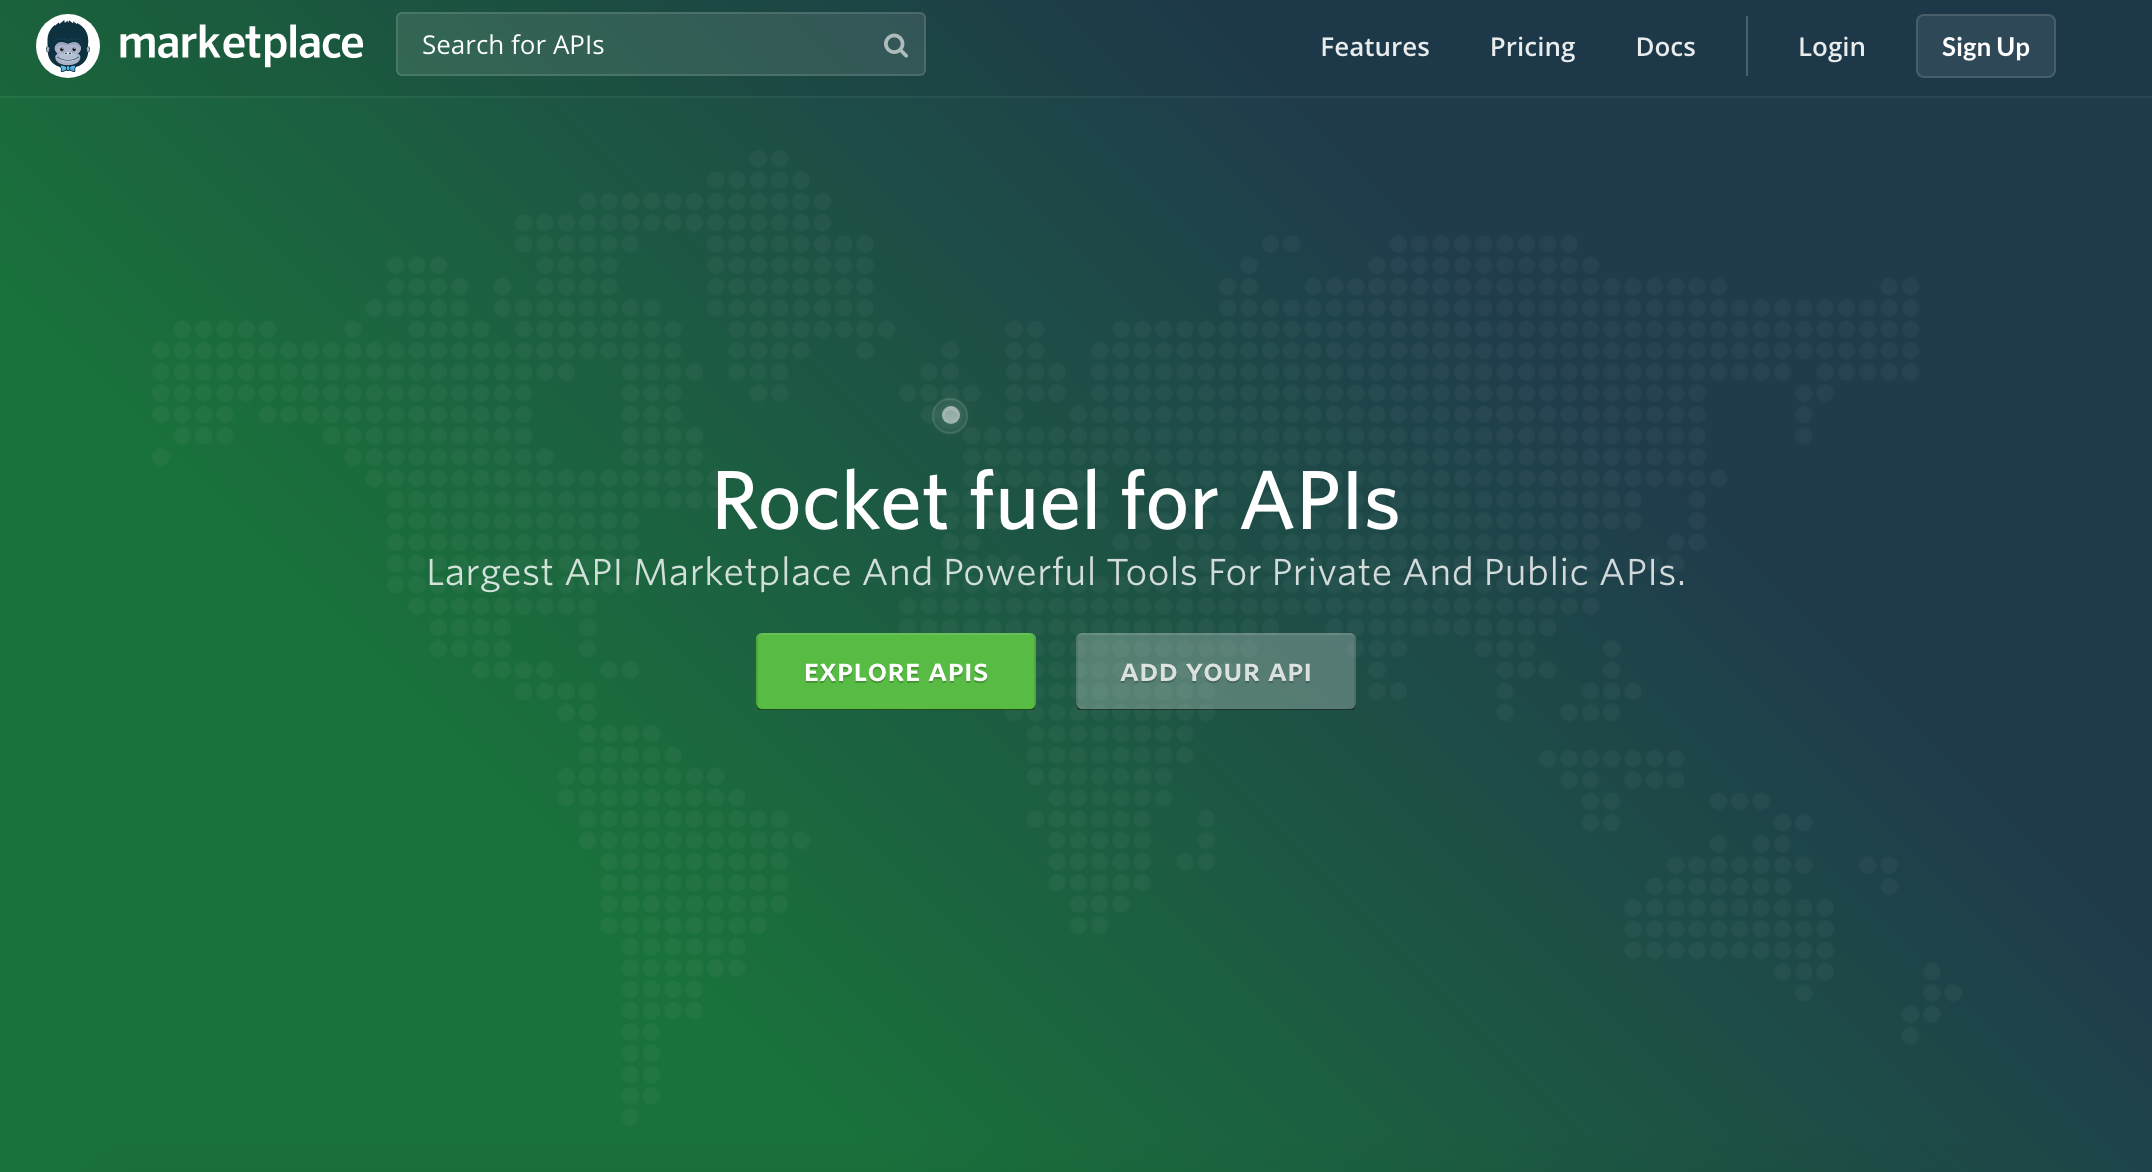 marketplace
Search for APIs
Features
Pricing
Docs
Login
Sign Up
Rocket fuel for APIs
Largest API Marketplace And Powerful Tools For Private And Public APIs.
EXPLORE APIS
ADD YOUR API